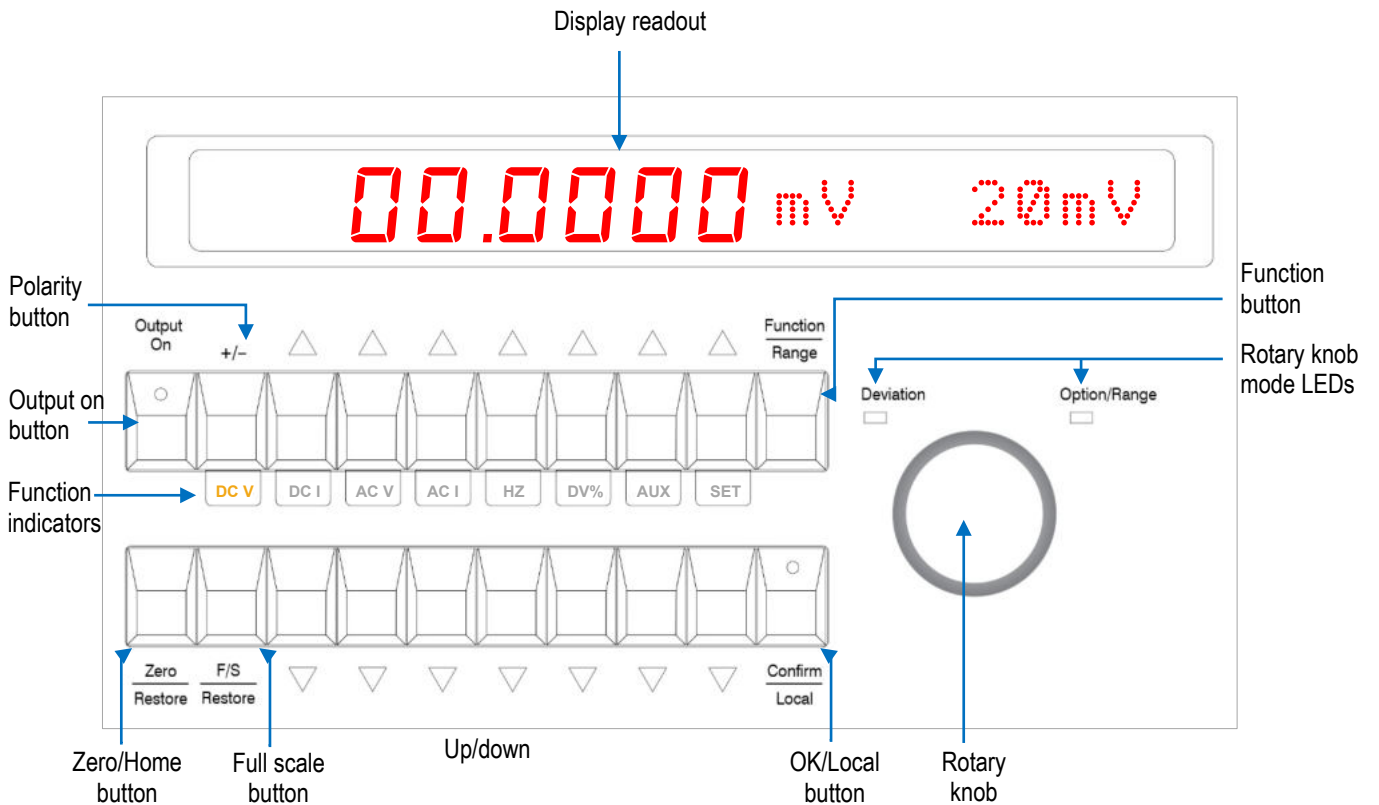 Display readout
00.0000 mV 20mV
Polarity
button
Function
button
Output
On
+/−
Function
Range
Rotary knob
mode LEDs
Deviation
Option/Range
Output on
button
Function
indicators
DC V DC I AC V AC I HZ DV% AUX SET
Zero
Restore
F/S
Restore
Confirm
Local
Zero/Home
button
Full scale
button
Up/down
OK/Local
button
Rotary
knob